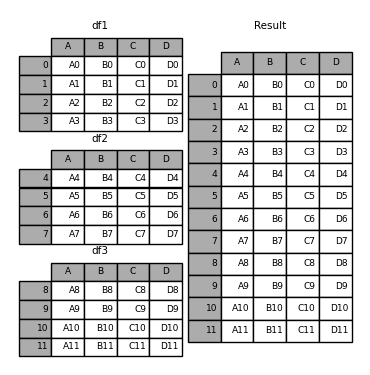 df1
A B C D
0 A0 B0 C0 D0
1 A1 B1 C1 D1
2 A2 B2 C2 D2
3 A3 B3 C3 D3
df2
A B C D
4 A4 B4 C4 D4
5 A5 B5 C5 D5
6 A6 B6 C6 D6
7 A7 B7 C7 D7
df3
A B C D
8 A8 B8 C8 D8
9 A9 B9 C9 D9
10 A10 B10 C10 D10
11 A11 B11 C11 D11
Result
A B C D
0 A0 B0 C0 D0
1 A1 B1 C1 D1
2 A2 B2 C2 D2
3 A3 B3 C3 D3
4 A4 B4 C4 D4
5 A5 B5 C5 D5
6 A6 B6 C6 D6
7 A7 B7 C7 D7
8 A8 B8 C8 D8
9 A9 B9 C9 D9
10 A10 B10 C10 D10
11 A11 B11 C11 D11